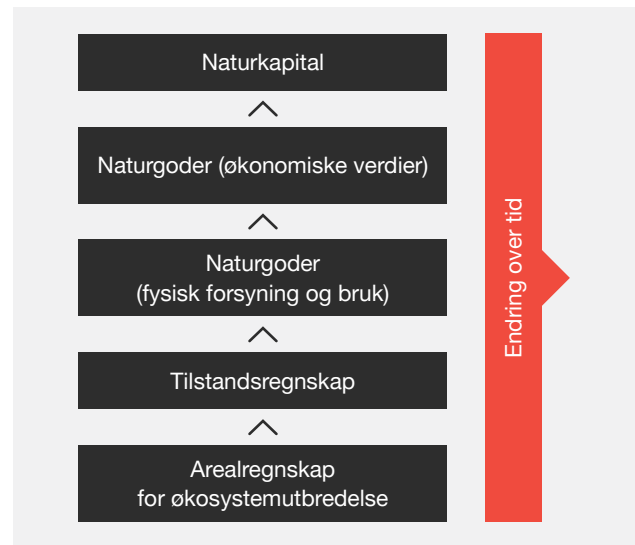 Naturkapital
Naturgoder (økonomiske verdier)
Naturgoder
(fysisk forsyning og bruk)
Tilstandsregnskap
Arealregnskap
for økosystemutbredelse
Endring over tid